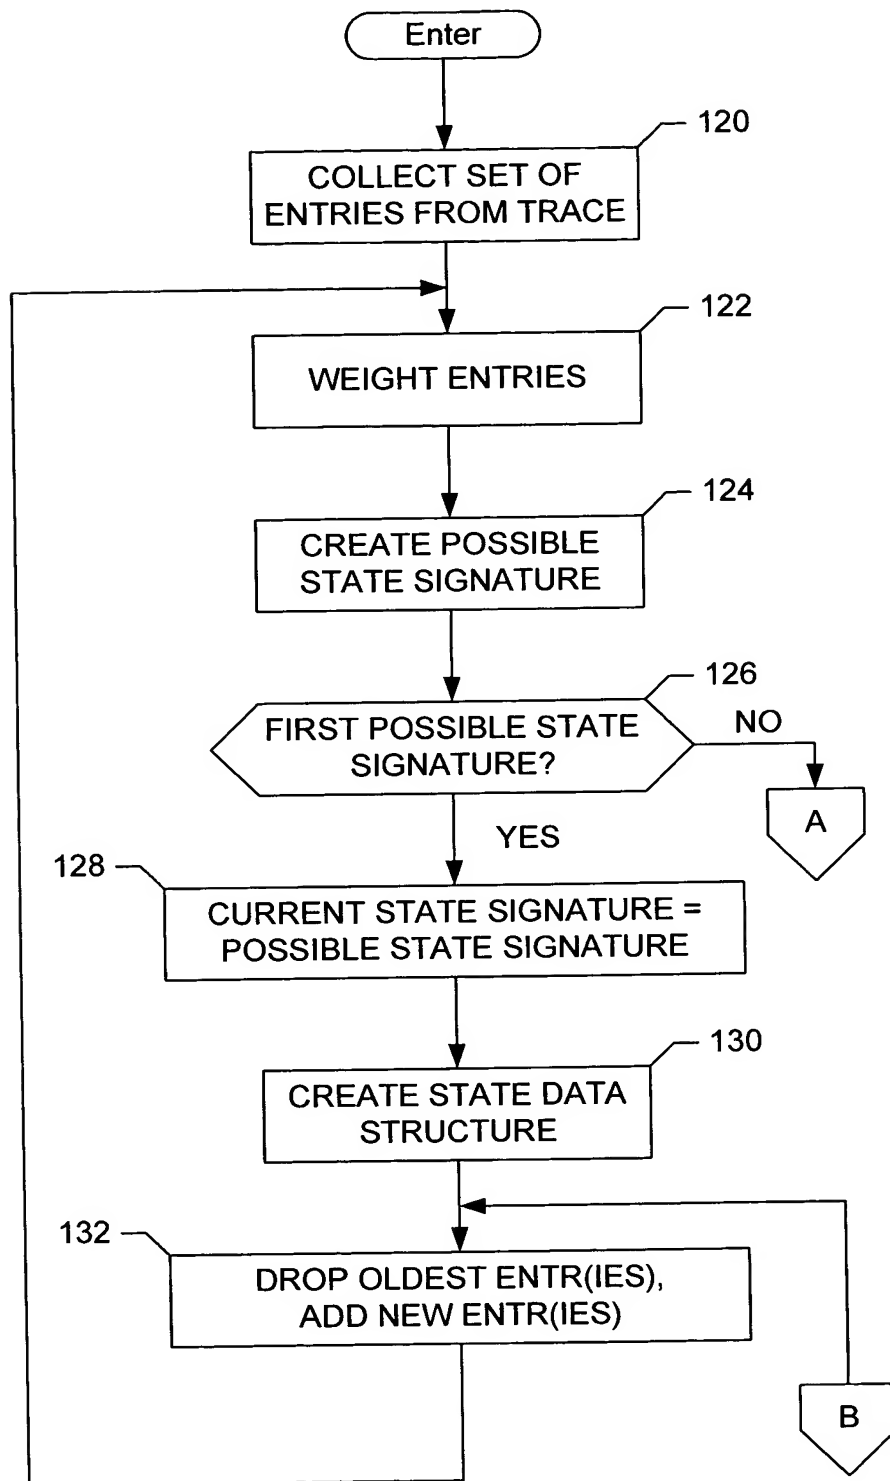 Enter
120
COLLECT SET OF
ENTRIES FROM TRACE
122
WEIGHT ENTRIES
124
CREATE POSSIBLE
STATE SIGNATURE
126
FIRST POSSIBLE STATE
SIGNATURE?
NO
A
YES
128
CURRENT STATE SIGNATURE =
POSSIBLE STATE SIGNATURE
130
CREATE STATE DATA
STRUCTURE
132
DROP OLDEST ENTR(IES),
ADD NEW ENTR(IES)
B